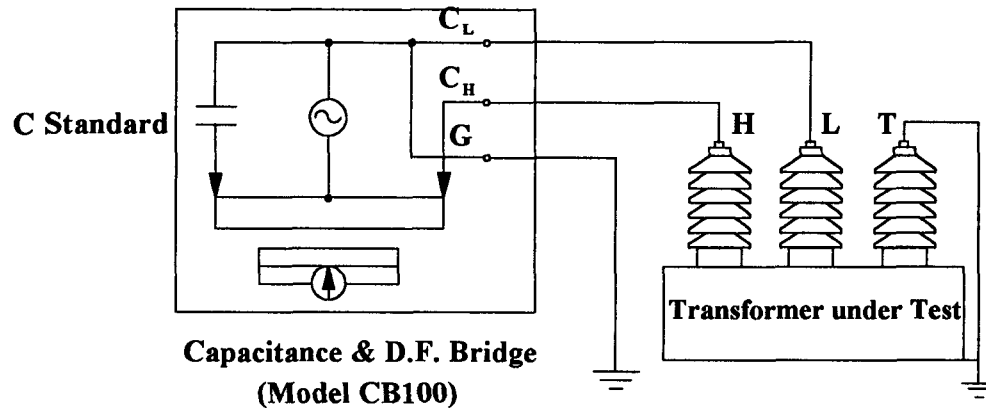 C_L
C_H
C Standard
G
H L T
Transformer under Test
Capacitance & D.F. Bridge
(Model CB100)